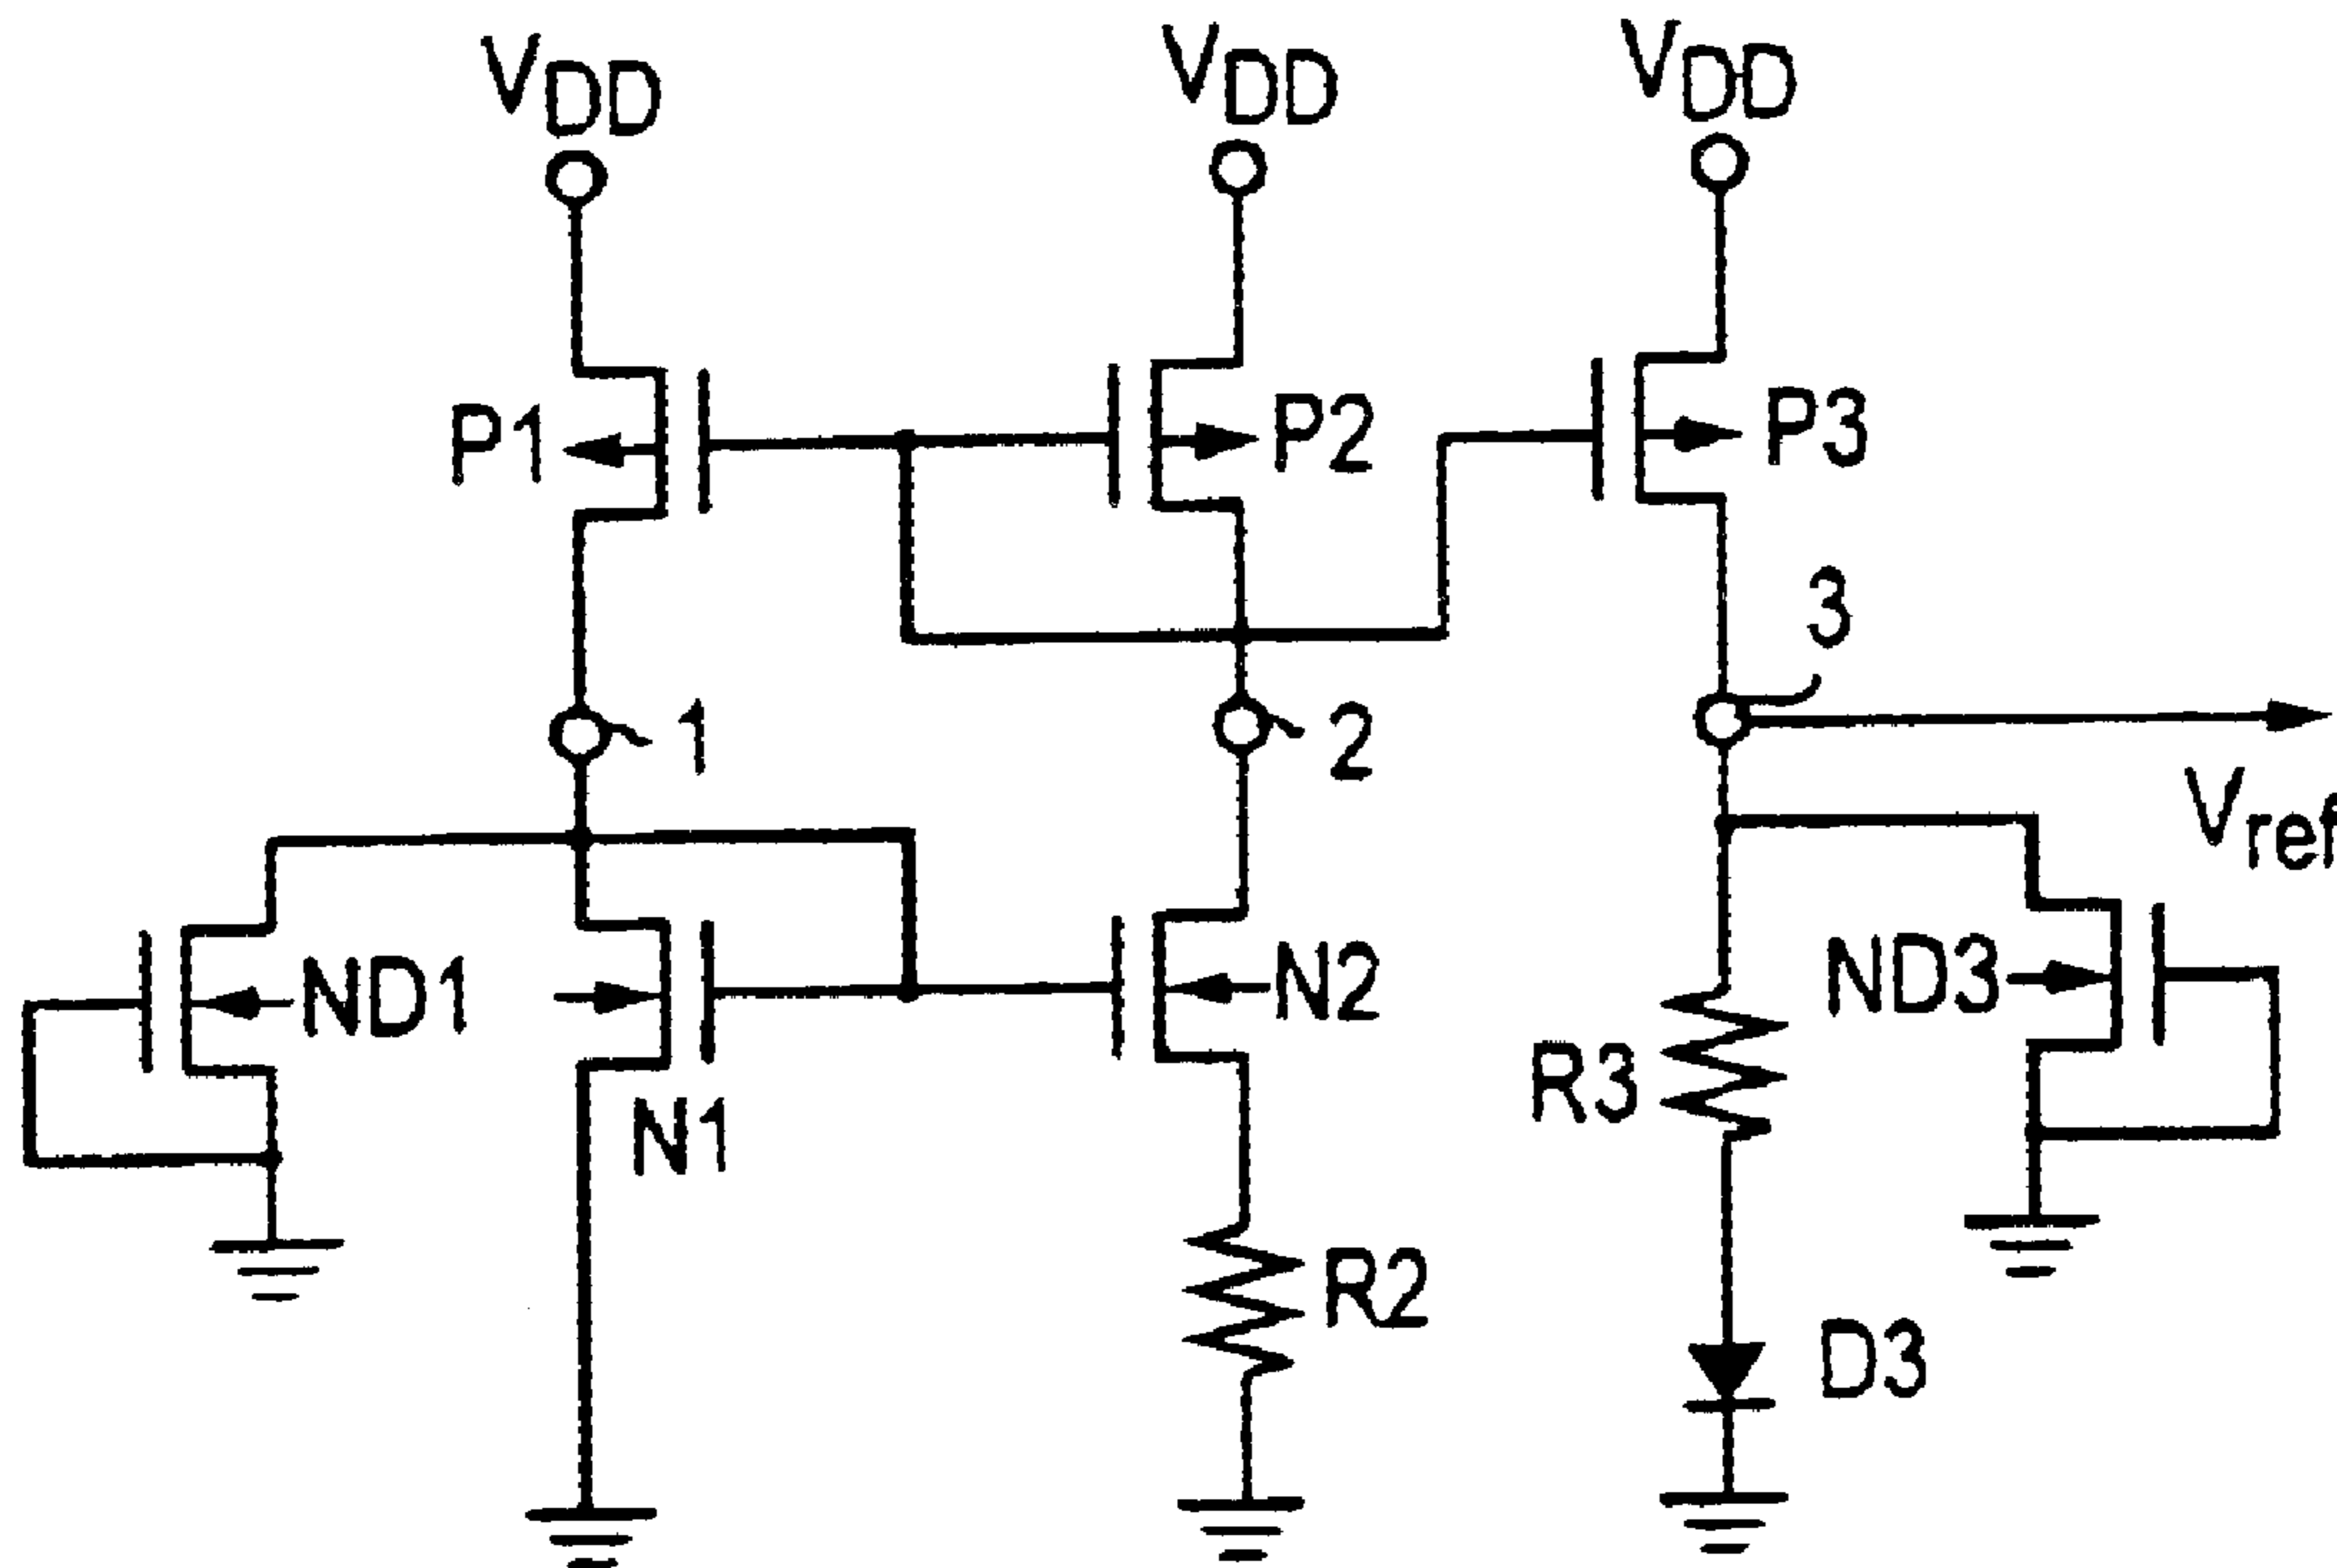 VDD VDD VDD
P1 P2 P3
3
1 2
Vref
ND1 N2 ND3
R3
N1
R2
D3